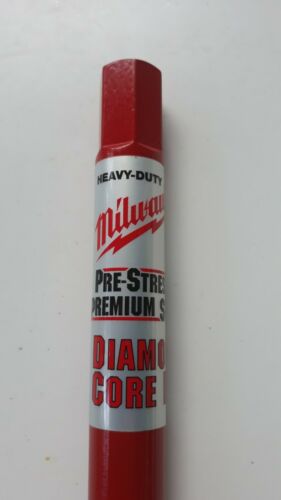 HEAVY-DUTY
Milwau
PRE-STRES
PREMIUM S
DIAMO
CORE